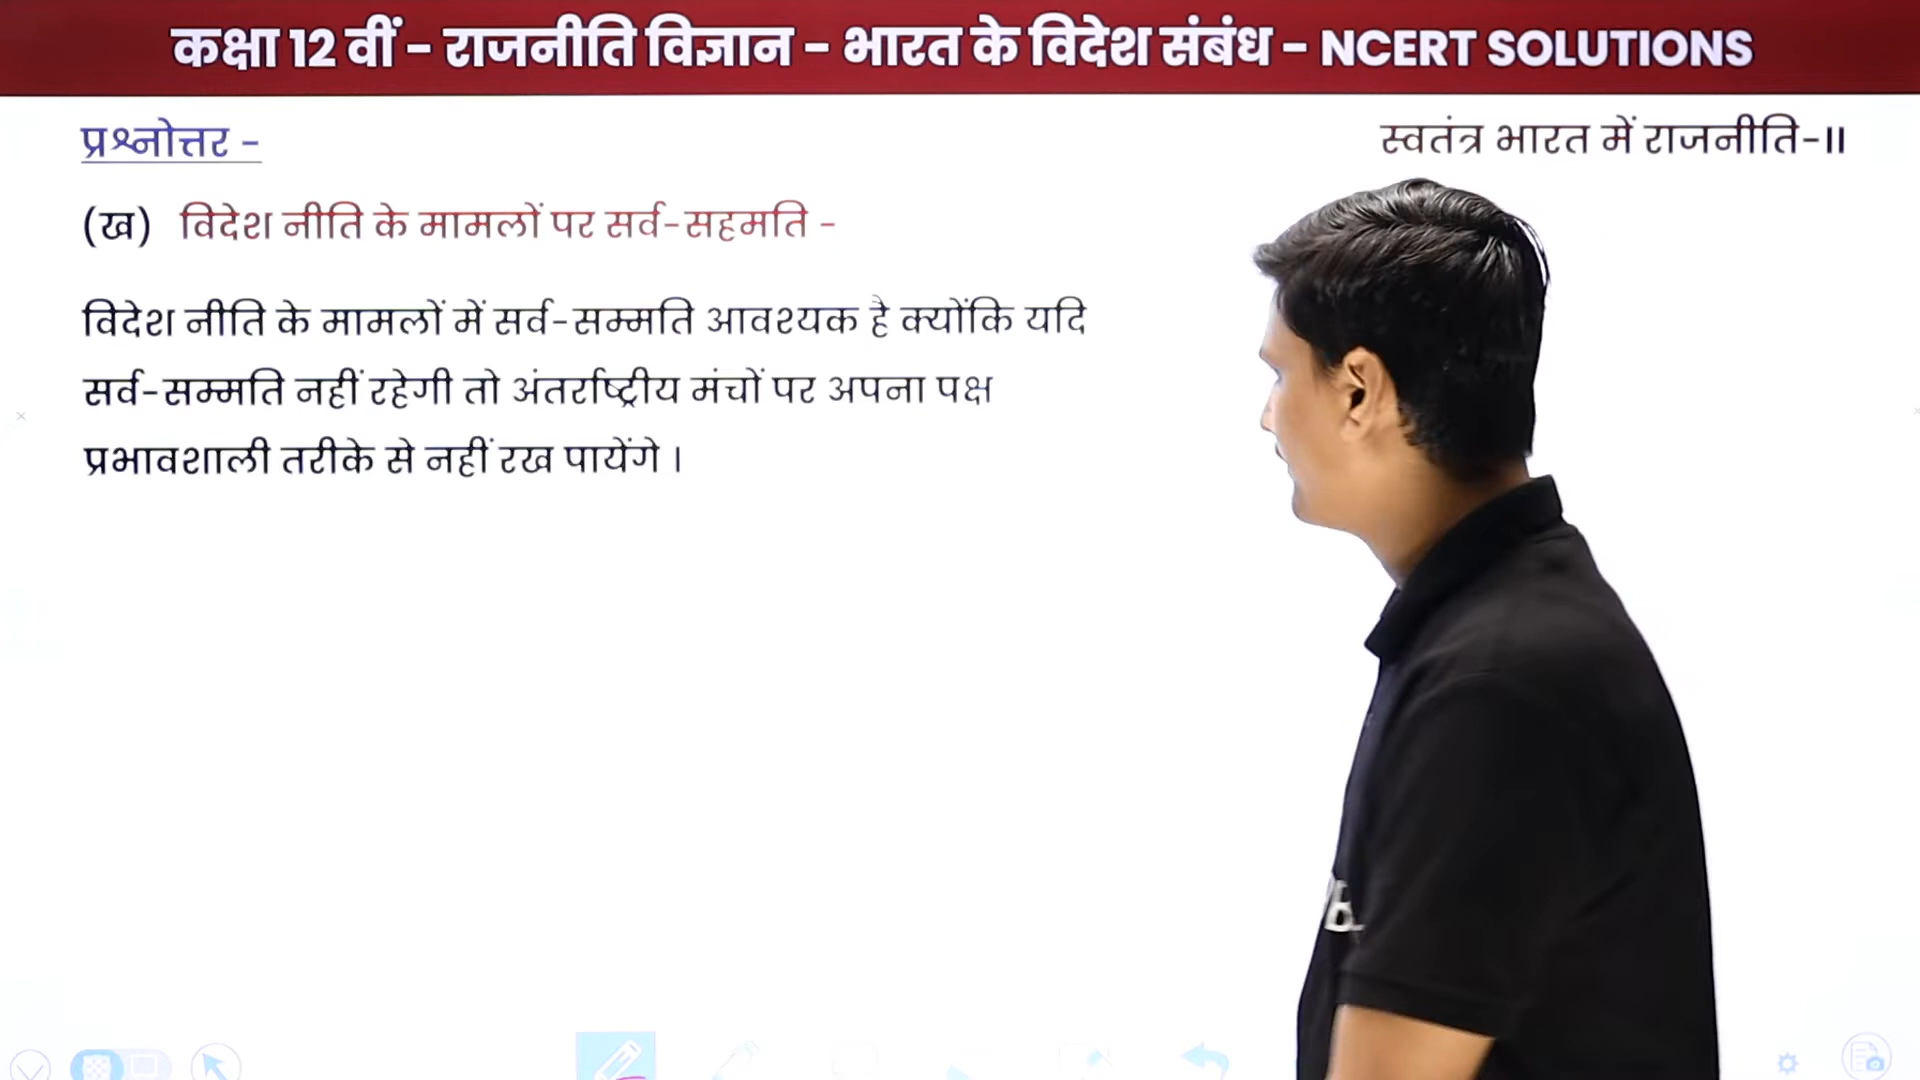 कक्षा 12 वीं - राजनीति विज्ञान - भारत के विदेश संबंध - NCERT SOLUTIONS
प्रश्नोत्तर -
स्वतंत्र भारत में राजनीति-II
(ख) विदेश नीति के मामलों पर सर्व-सहमति -
विदेश नीति के मामलों में सर्व-सम्मति आवश्यक है क्योंकि यदि
सर्व-सम्मति नहीं रहेगी तो अंतर्राष्ट्रीय मंचों पर अपना पक्ष
प्रभावशाली तरीके से नहीं रख पायेंगे ।